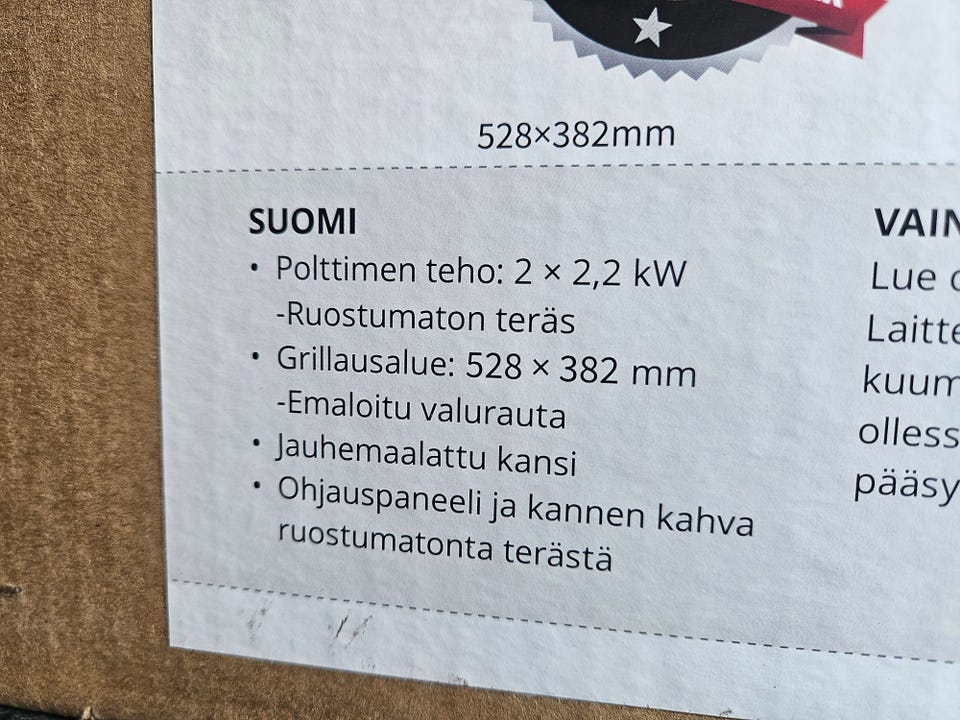 528×382mm
SUOMI
• Polttimen teho: 2 × 2,2 kW
-Ruostumaton teräs
• Grillausalue: 528 × 382 mm
-Emaloitu valurauta
• Jauhemaalattu kansi
• Ohjauspaneeli ja kannen kahva
ruostumatonta terästä
Lue